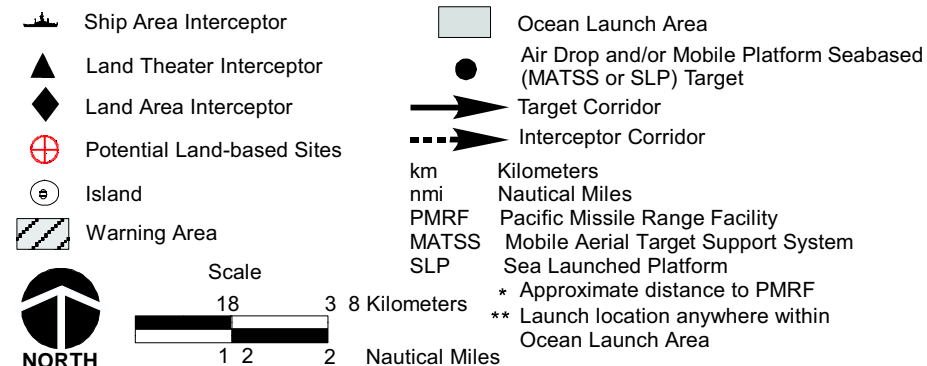 Ship Area Interceptor
Land Theater Interceptor
Land Area Interceptor
Potential Land-based Sites
Island
Warning Area
NORTH
Scale
18 3 8 Kilometers
1 2 2 Nautical Miles
Ocean Launch Area
Air Drop and/or Mobile Platform Seabased
(MATSS or SLP) Target
Target Corridor
Interceptor Corridor
km Kilometers
nmi Nautical Miles
PMRF Pacific Missile Range Facility
MATSS Mobile Aerial Target Support System
SLP Sea Launched Platform
* Approximate distance to PMRF
** Launch location anywhere within
Ocean Launch Area